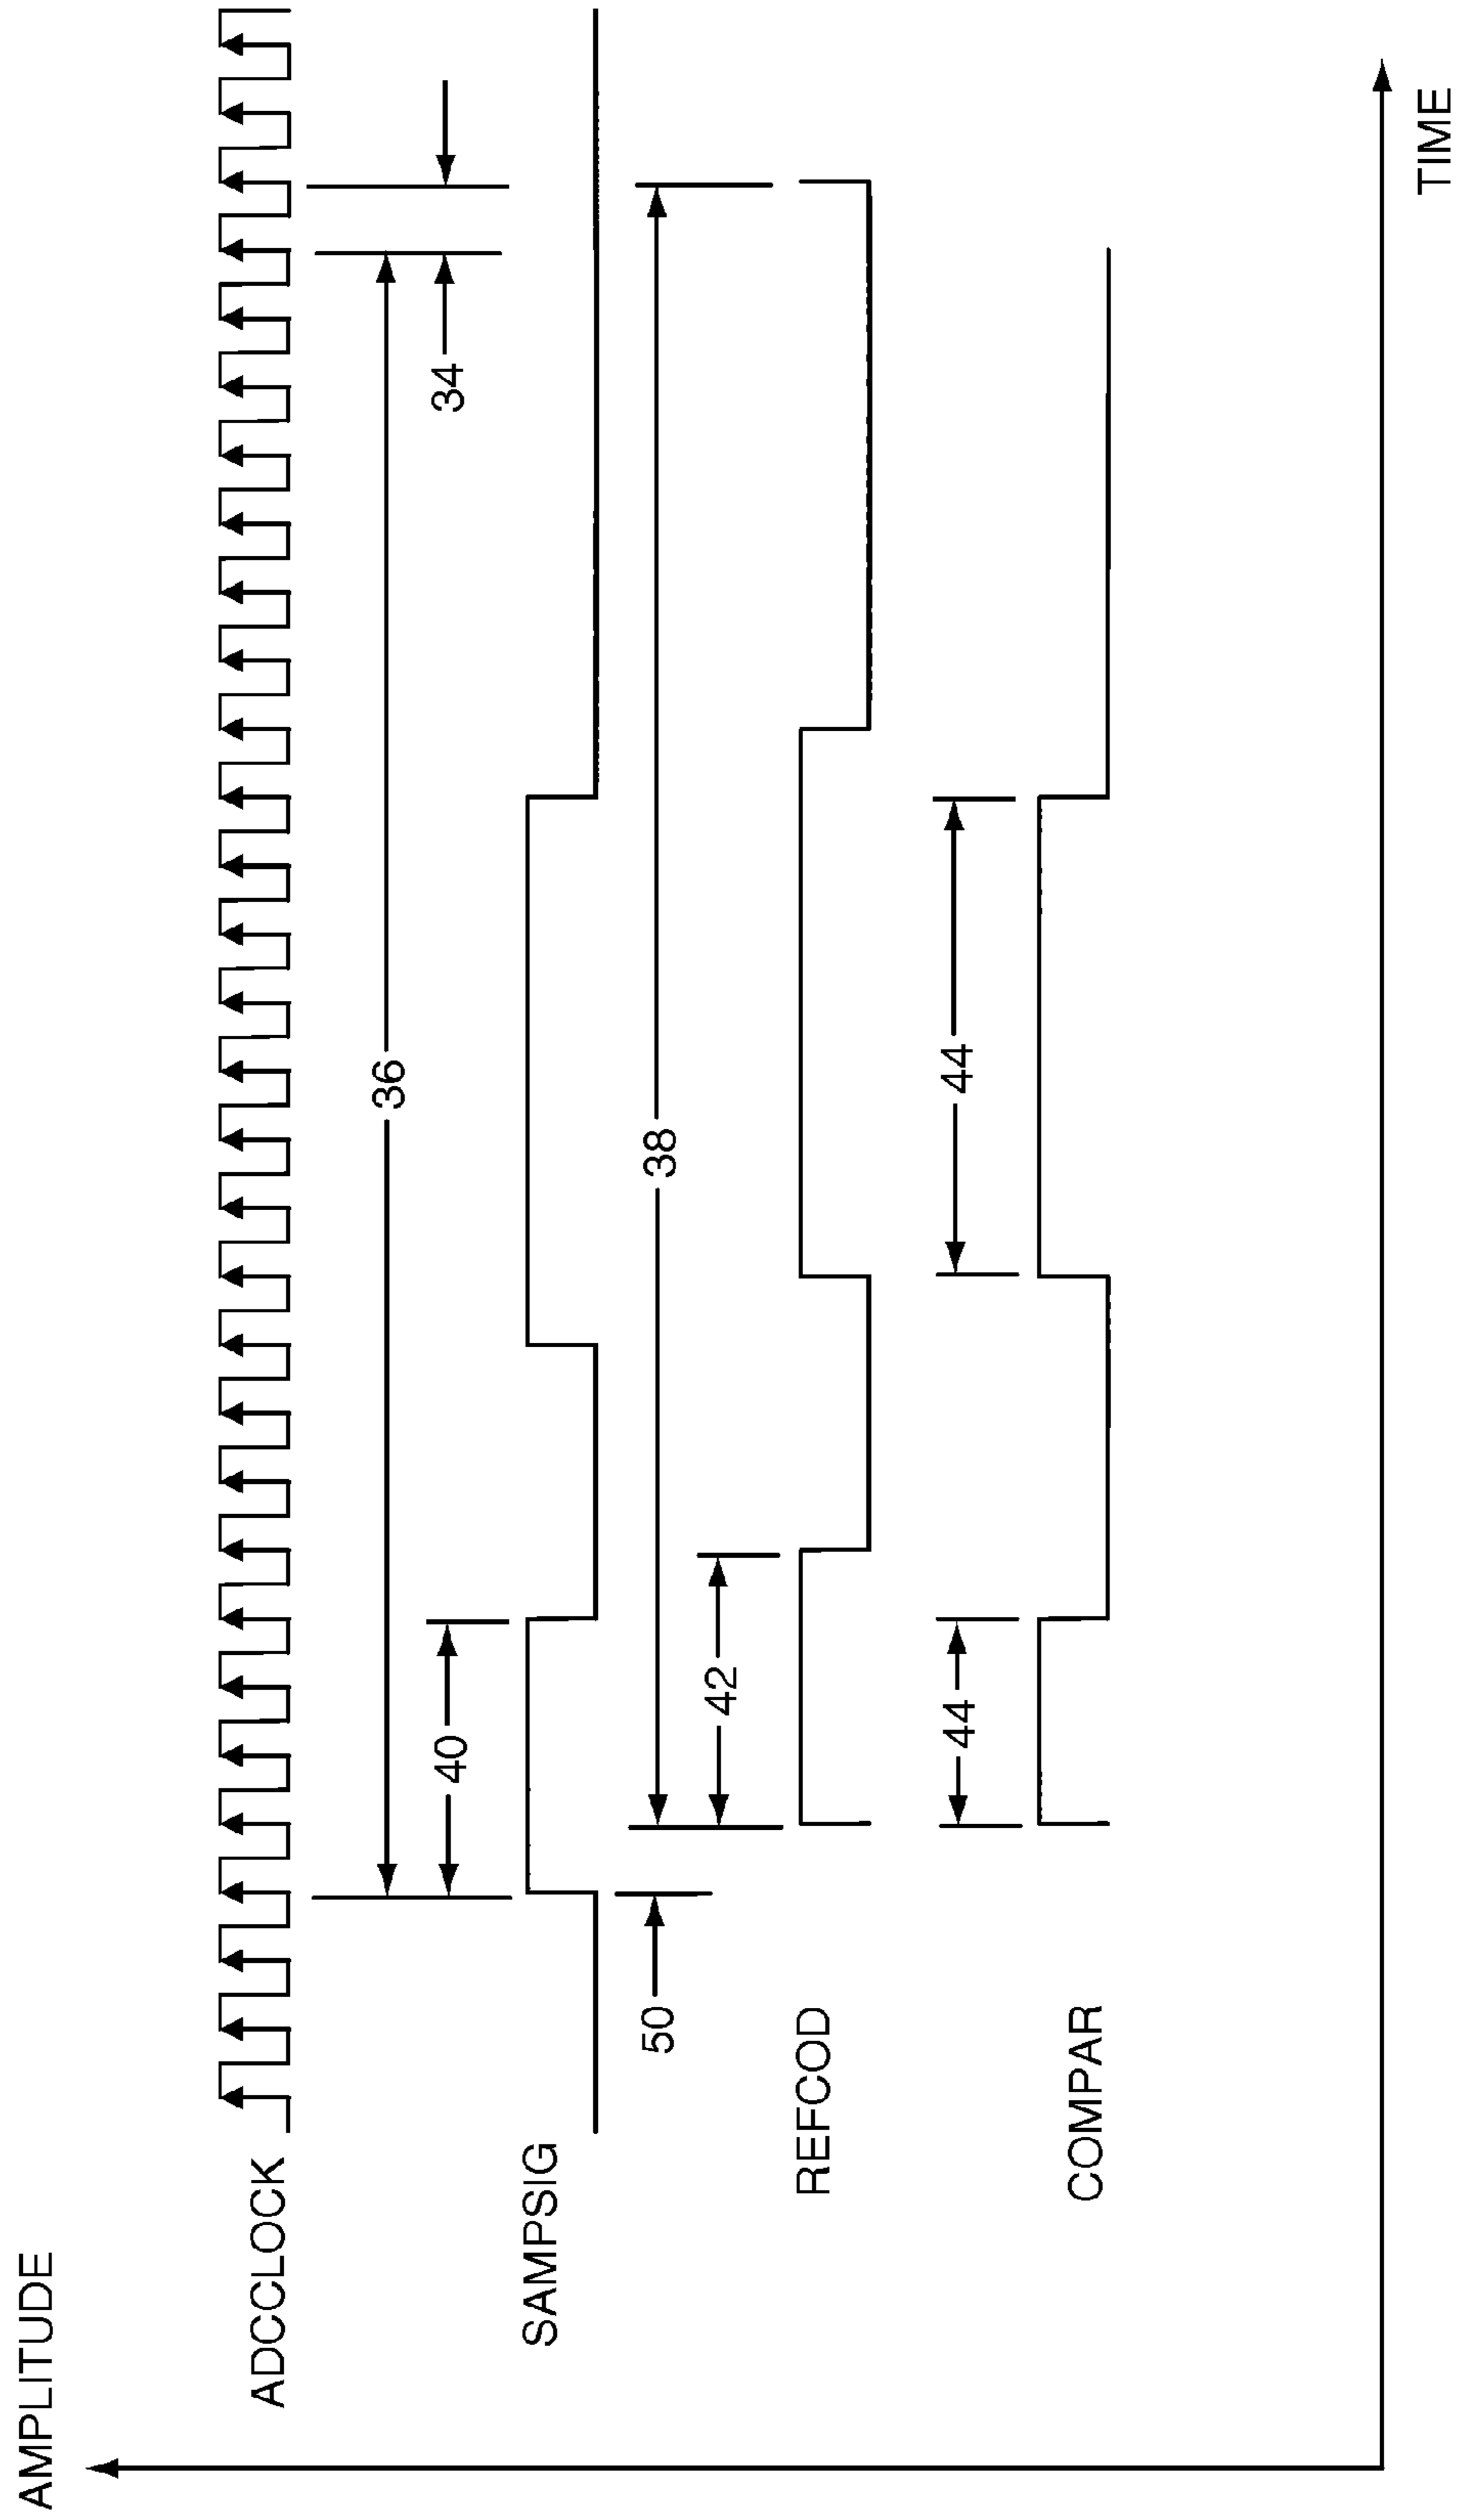 AMPLITUDE
ADCCLOCK
36
34
40
SAMPSIG
50
38
42
REFCOD
44
44
COMPAR
TIME